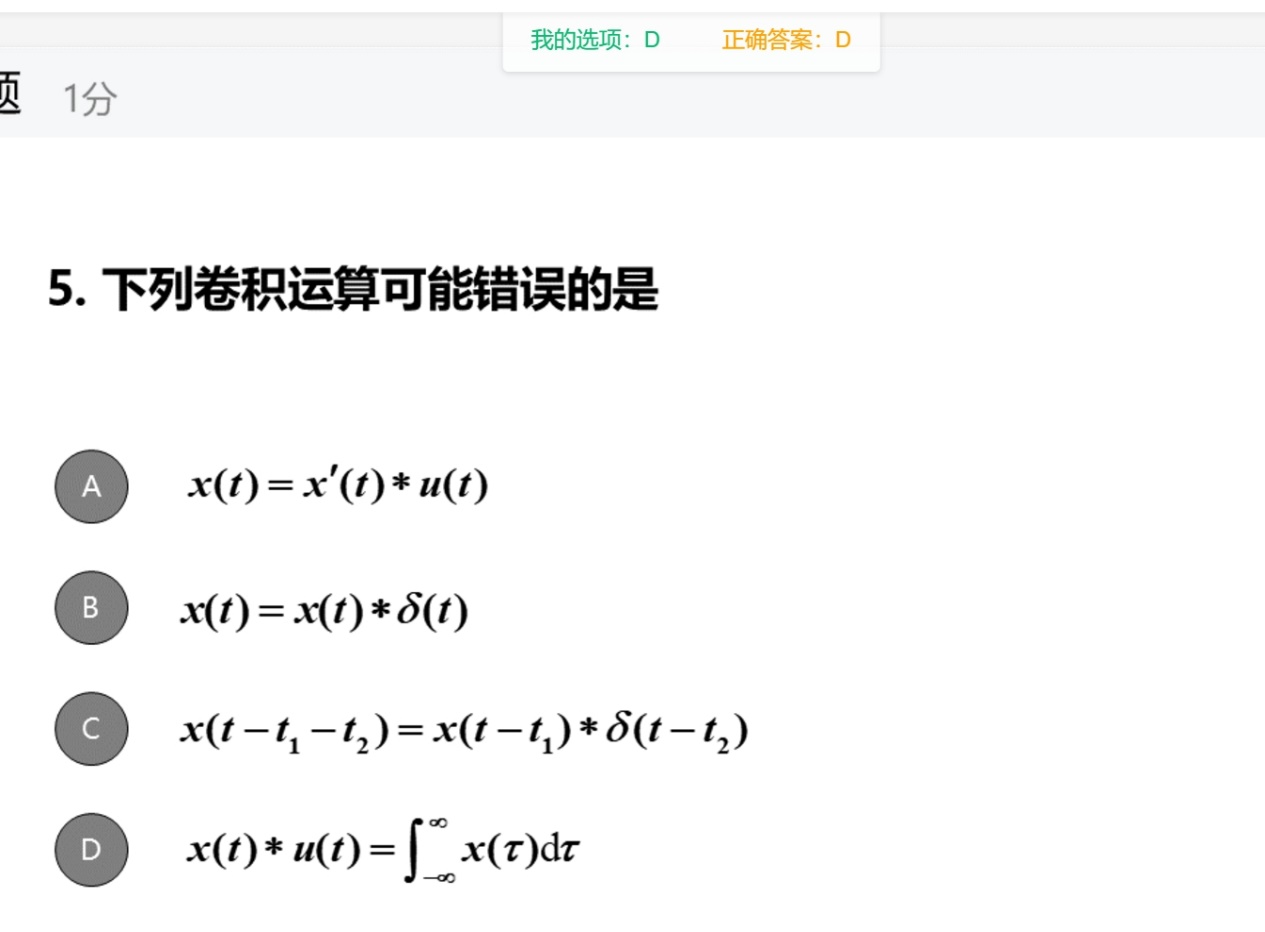 我的选项：D 正确答案：D
题 1分
5. 下列卷积运算可能错误的是
A x(t)=x′(t)*u(t)
B x(t)=x(t)*δ(t)
C x(t−t₁−t₂)=x(t−t₁)*δ(t−t₂)
D x(t)*u(t)=∫_{−∞}^{∞} x(τ)dτ